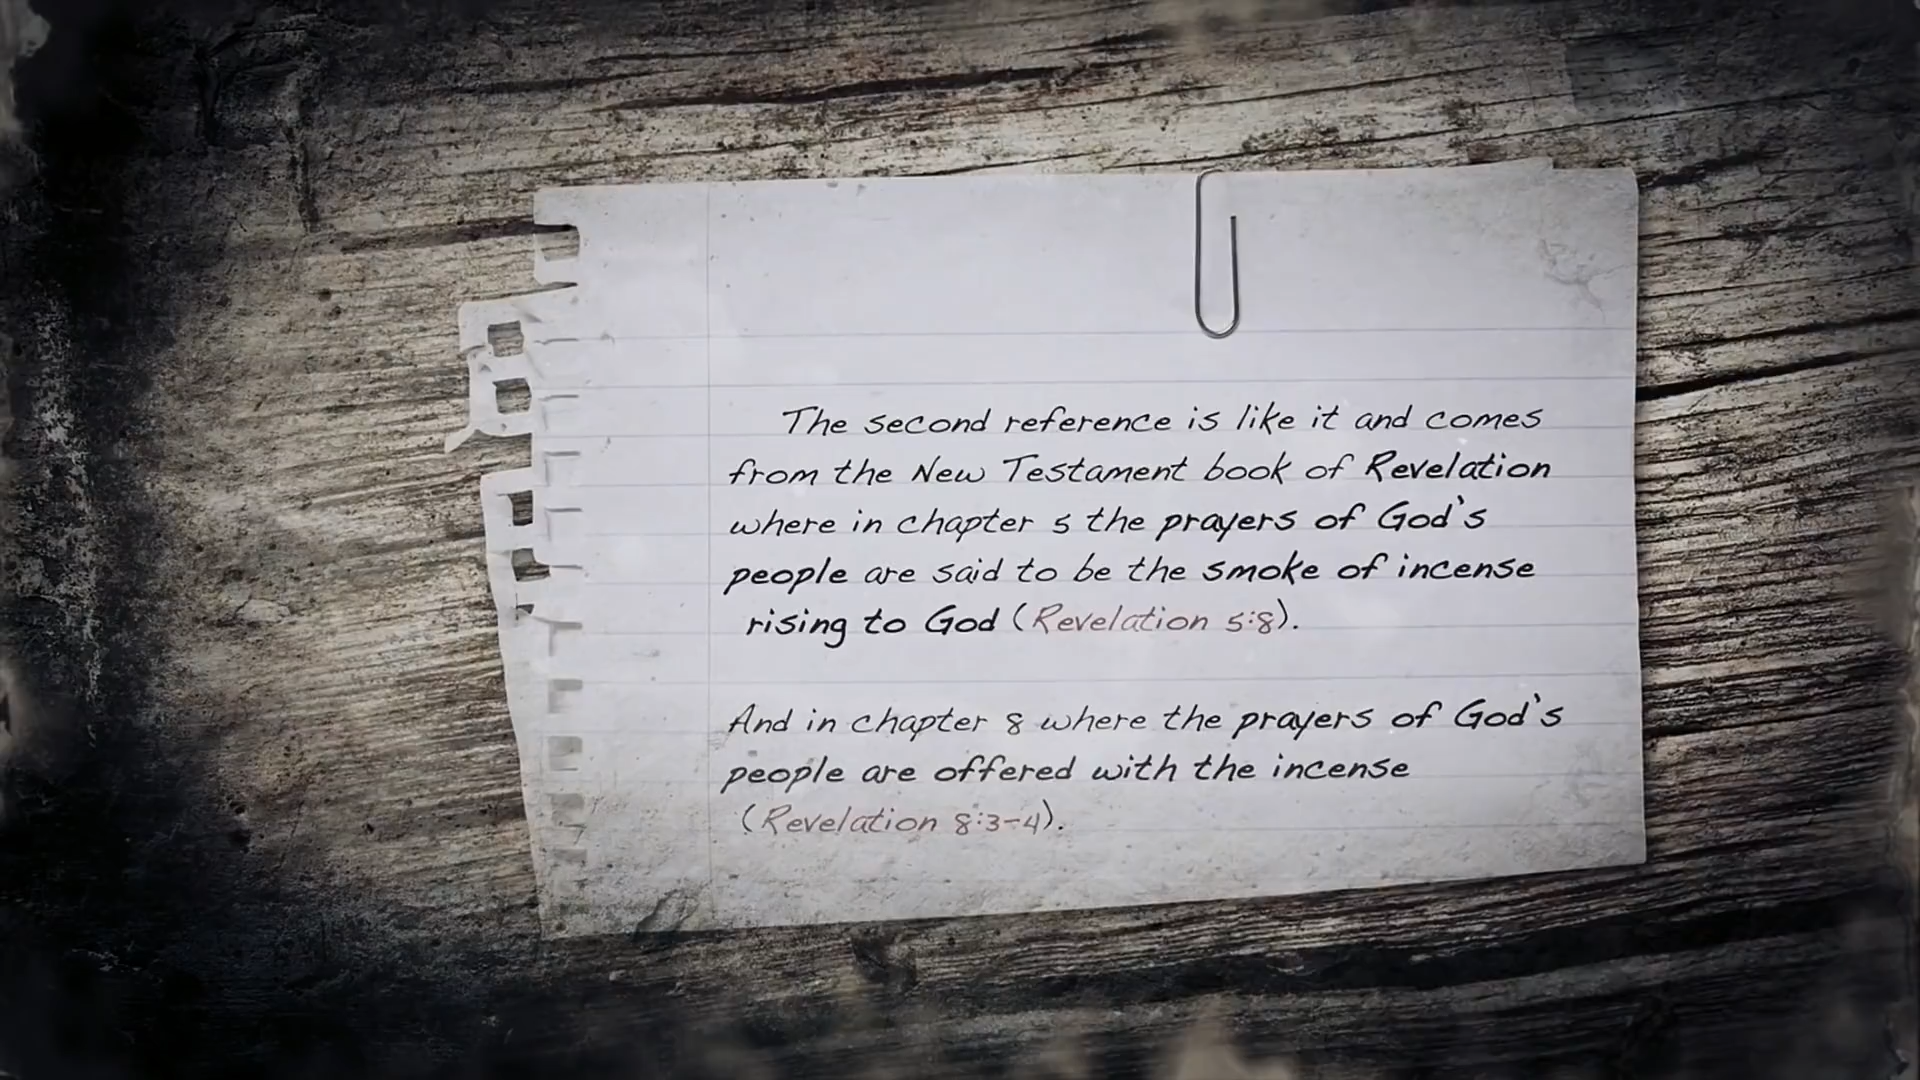 The second reference is like it and comes
from the New Testament book of Revelation
where in chapter 5 the prayers of God's
people are said to be the smoke of incense
rising to God (Revelation 5:8).
And in chapter 8 where the prayers of God's
people are offered with the incense
(Revelation 8:3-4).